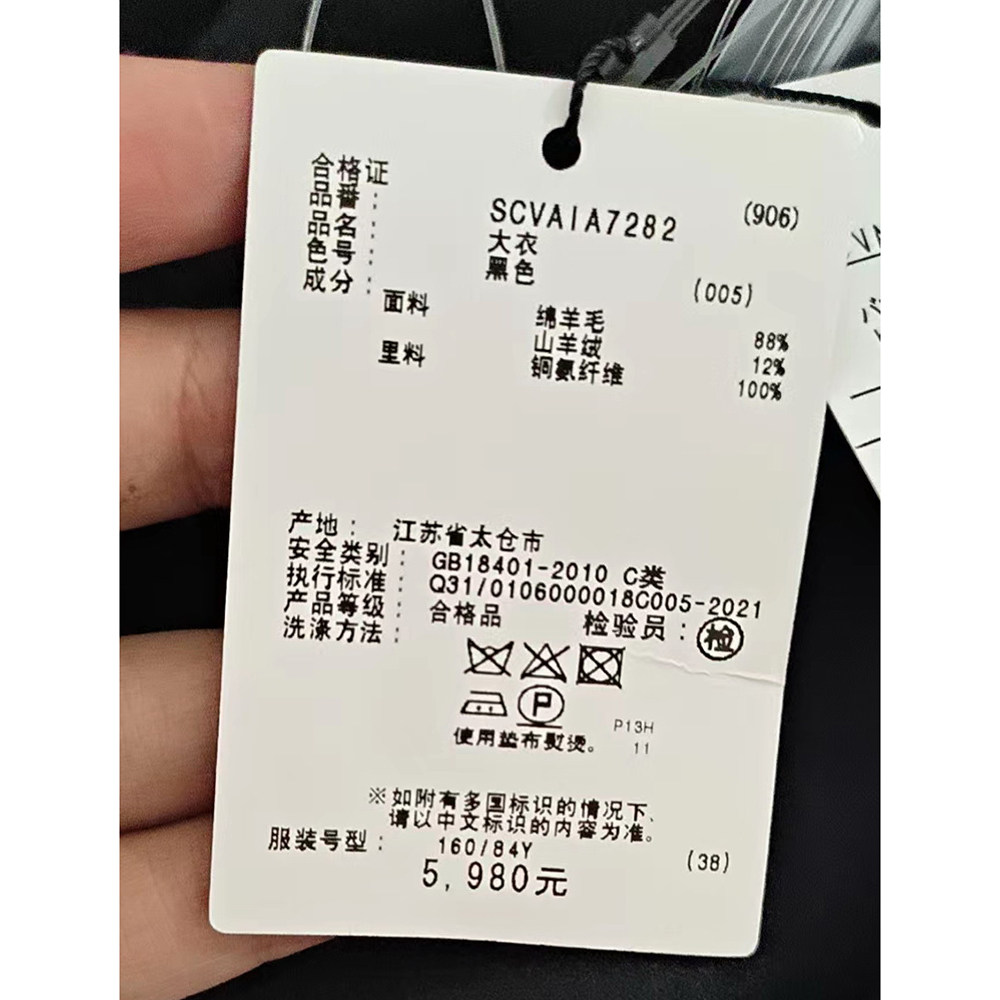 合格证
品番： SCVAIA7282 (906)
品名： 大衣
色号： 黑色 (005)
成分：
面料 绵羊毛 88%
山羊绒 12%
里料 铜氨纤维 100%
产地： 江苏省太仓市
安全类别： GB18401-2010 C类
执行标准： Q31/0106000018C005-2021
产品等级： 合格品 检验员：检
洗涤方法：
P
P13H
使用垫布熨烫。 11
※如附有多国标识的情况下、
请以中文标识的内容为准。
服装号型： 160/84Y (38)
5,980元